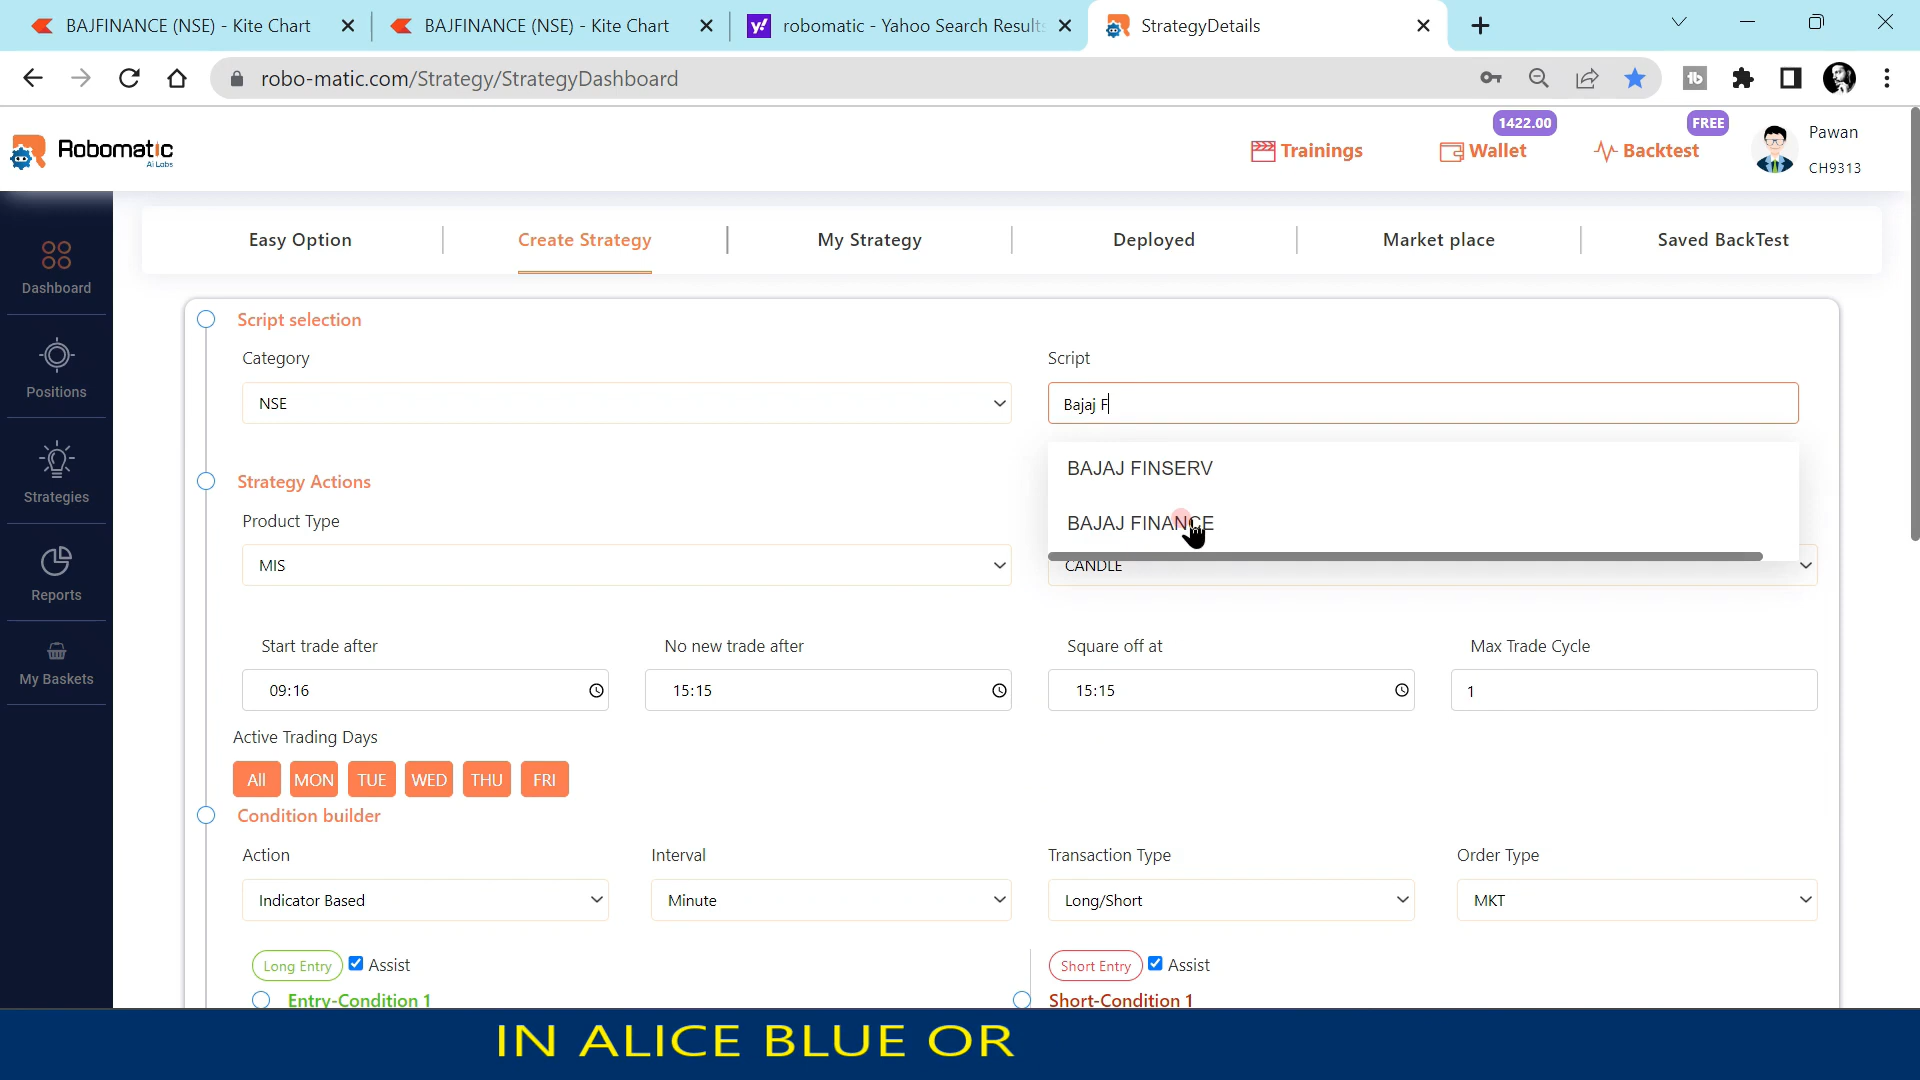 BAJFINANCE (NSE) - Kite Chart
BAJFINANCE (NSE) - Kite Chart
robomatic - Yahoo Search Results
StrategyDetails
robo-matic.com/Strategy/StrategyDashboard
Robomatic
Ai Labs
Trainings
1422.00
Wallet
FREE
Backtest
Pawan
CH9313
Dashboard
Positions
Strategies
Reports
My Baskets
Easy Option
Create Strategy
My Strategy
Deployed
Market place
Saved BackTest
Script selection
Category
Script
NSE
Bajaj F
BAJAJ FINSERV
BAJAJ FINANCE
Strategy Actions
Product Type
MIS
CANDLE
Start trade after
No new trade after
Square off at
Max Trade Cycle
09:16
15:15
15:15
1
Active Trading Days
All MON TUE WED THU FRI
Condition builder
Action
Interval
Transaction Type
Order Type
Indicator Based
Minute
Long/Short
MKT
Long Entry Assist
Short Entry Assist
Entry-Condition 1
Short-Condition 1
IN ALICE BLUE OR